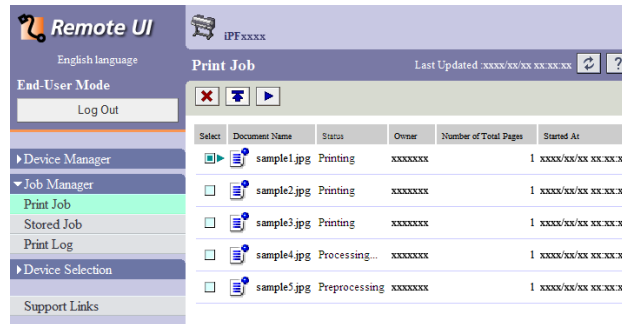 Remote UI
English language
End-User Mode
Log Out
Device Manager
Job Manager
Print Job
Stored Job
Print Log
Device Selection
Support Links
iPFxxxx
Print Job Last Updated :xxxx/xx/xx xx:xx:xx ?
Select Document Name Status Owner Number of Total Pages Started At
sample1.jpg Printing xxxxxxx 1 xxxx/xx/xx xx:xx:x
sample2.jpg Printing xxxxxxx 1 xxxx/xx/xx xx:xx:x
sample3.jpg Printing xxxxxxx 1 xxxx/xx/xx xx:xx:x
sample4.jpg Processing... xxxxxxx 1 xxxx/xx/xx xx:xx:x
sample5.jpg Preprocessing xxxxxxx 1 xxxx/xx/xx xx:xx:x